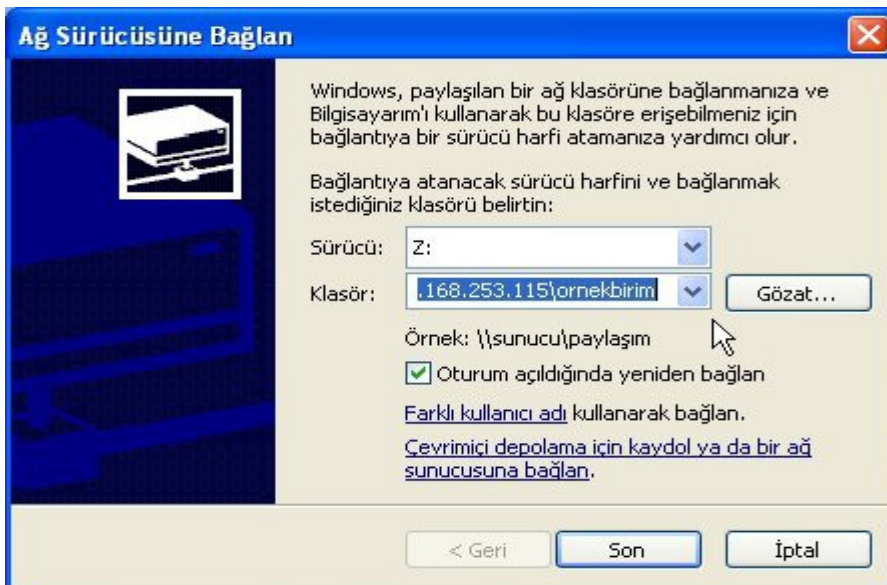 Ağ Sürücüsüne Bağlan
Windows, paylaşılan bir ağ klasörüne bağlanmanıza ve
Bilgisayarım'ı kullanarak bu klasöre erişebilmeniz için
bağlantıya bir sürücü harfi atamanıza yardımcı olur.
Bağlantıya atanacak sürücü harfini ve bağlanmak
istediğiniz klasörü belirtin:
Sürücü: Z:
Klasör: .168.253.115\ornekbirim Gözat...
Örnek: \\sunucu\paylaşım
Oturum açıldığında yeniden bağlan
Farklı kullanıcı adı kullanarak bağlan.
Çevrimiçi depolama için kaydol ya da bir ağ
sunucusuna bağlan.
< Geri Son İptal